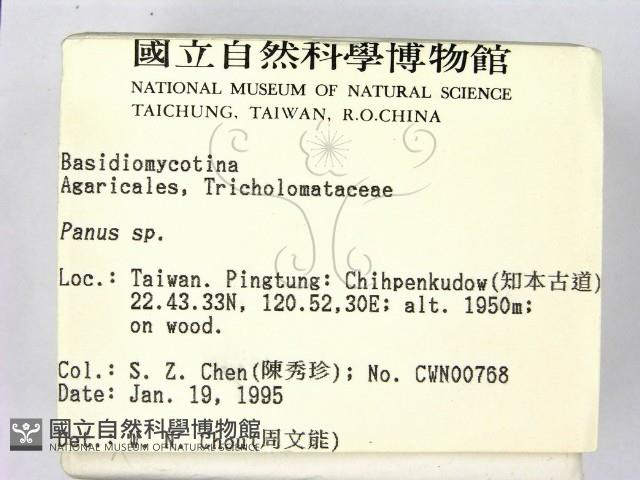 國立自然科學博物館
NATIONAL MUSEUM OF NATURAL SCIENCE
TAICHUNG, TAIWAN, R.O.CHINA
Basidiomycotina
Agaricales, Tricholomataceae
Panus sp.
Loc.: Taiwan. Pingtung: Chihpenkudow(知本古道)
22.43.33N, 120.52,30E; alt. 1950m;
on wood.
Col.: S. Z. Chen(陳秀珍); No. CWN00768
Date: Jan. 19, 1995
國立自然科學博物館
NATIONAL MUSEUM OF NATURAL SCIENCE
Det.: W. N. Chou(周文能)